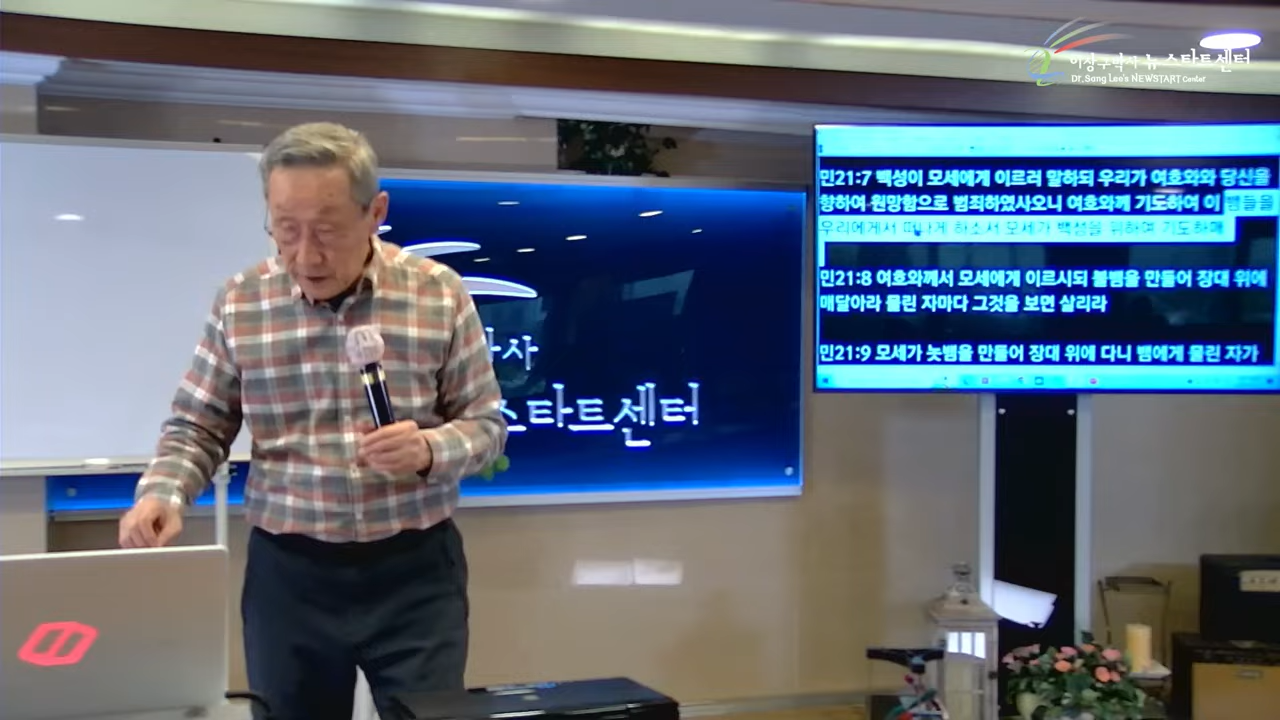 이상구박사 뉴스타트센터
Dr. Sang Lee's NEWSTART Center
민21:7 백성이 모세에게 이르러 말하되 우리가 여호와와 당신을
향하여 원망함으로 범죄하였사오니 여호와께 기도하여 이 뱀들을
우리에게서 떠나게 하소서 모세가 백성을 위하여 기도하매
민21:8 여호와께서 모세에게 이르시되 불뱀을 만들어 장대 위에
매달아라 물린 자마다 그것을 보면 살리라
민21:9 모세가 놋뱀을 만들어 장대 위에 다니 뱀에게 물린 자가
사
스타트센터